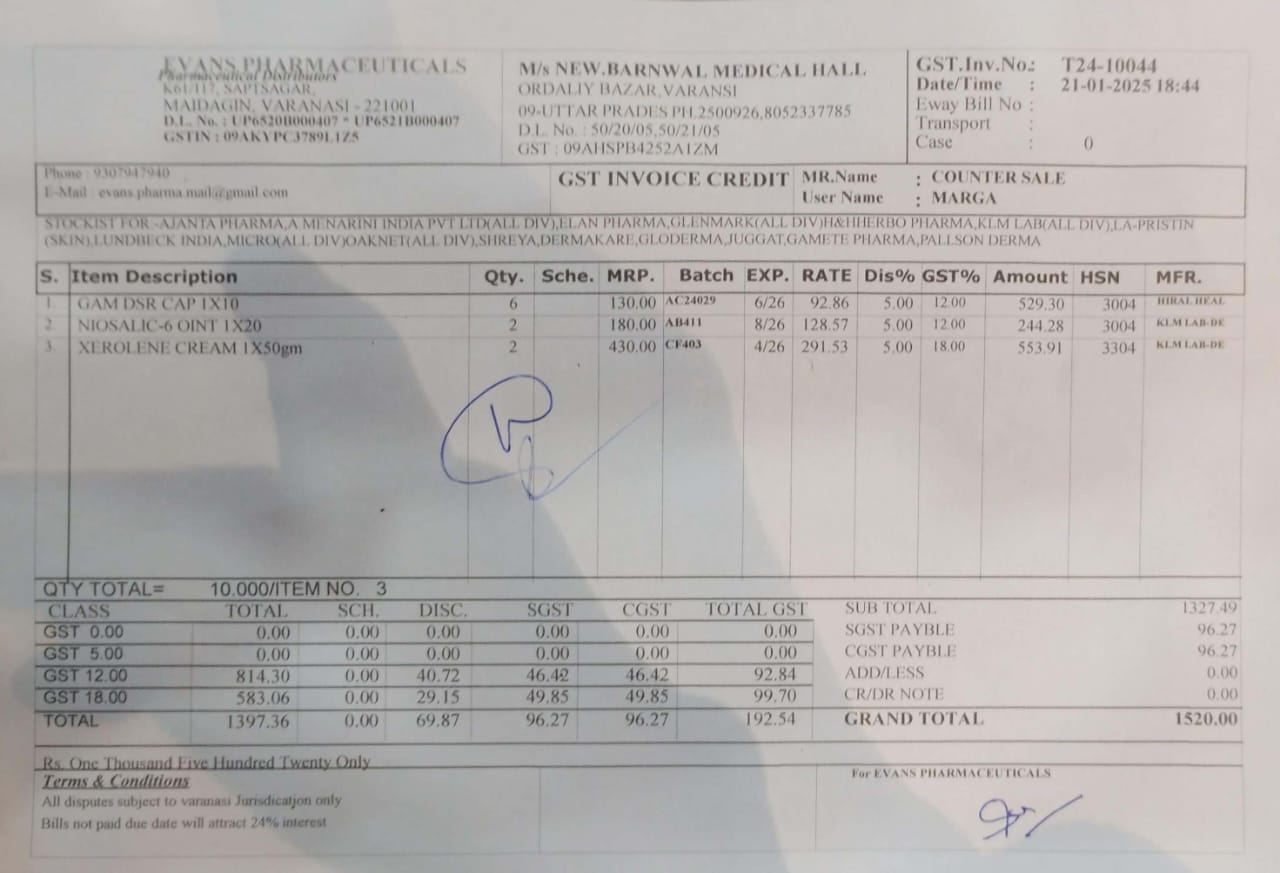 EVANS PHARMACEUTICALS
Pharmaceutical Distributors
K61/117, SAPTSAGAR,
MAIDAGIN, VARANASI - 221001
D.L. No. : UP6520B000407 * UP6521B000407
GSTIN : 09AKYPC3789L1Z5
M/s NEW.BARNWAL MEDICAL HALL
ORDALIY BAZAR,VARANSI
09-UTTAR PRADES PH.2500926,8052337785
D.L. No. : 50/20/05,50/21/05
GST : 09AHSPB4252A1ZM
GST.Inv.No.: T24-10044
Date/Time : 21-01-2025 18:44
Eway Bill No :
Transport :
Case : 0
Phone : 9307947940
E-Mail : evans.pharma.mail@gmail.com
GST INVOICE CREDIT
MR.Name : COUNTER SALE
User Name : MARGA
STOCKIST FOR -AJANTA PHARMA,A MENARINI INDIA PVT LTD(ALL DIV),ELAN PHARMA,GLENMARK(ALL DIV)H&HHERBO PHARMA,KLM LAB(ALL DIV),LA-PRISTIN
(SKIN),LUNDBECK INDIA,MICRO(ALL DIV)OAKNET(ALL DIV),SHREYA,DERMAKARE,GLODERMA,JUGGAT,GAMETE PHARMA,PALLSON DERMA
S. Item Description Qty. Sche. MRP. Batch EXP. RATE Dis% GST% Amount HSN MFR.
1. GAM DSR CAP 1X10 6 130.00 AC24029 6/26 92.86 5.00 12.00 529.30 3004 HIRAL HEAL
2. NIOSALIC-6 OINT 1X20 2 180.00 AB411 8/26 128.57 5.00 12.00 244.28 3004 KLM LAB-DE
3. XEROLENE CREAM 1X50gm 2 430.00 CF403 4/26 291.53 5.00 18.00 553.91 3304 KLM LAB-DE
QTY TOTAL= 10.000/ITEM NO. 3
CLASS TOTAL SCH. DISC. SGST CGST TOTAL GST
GST 0.00 0.00 0.00 0.00 0.00 0.00 0.00
GST 5.00 0.00 0.00 0.00 0.00 0.00 0.00
GST 12.00 814.30 0.00 40.72 46.42 46.42 92.84
GST 18.00 583.06 0.00 29.15 49.85 49.85 99.70
TOTAL 1397.36 0.00 69.87 96.27 96.27 192.54
SUB TOTAL 1327.49
SGST PAYBLE 96.27
CGST PAYBLE 96.27
ADD/LESS 0.00
CR/DR NOTE 0.00
GRAND TOTAL 1520.00
Rs. One Thousand Five Hundred Twenty Only
Terms & Conditions
All disputes subject to varanasi Jurisdicatjon only
Bills not paid due date will attract 24% interest
For EVANS PHARMACEUTICALS